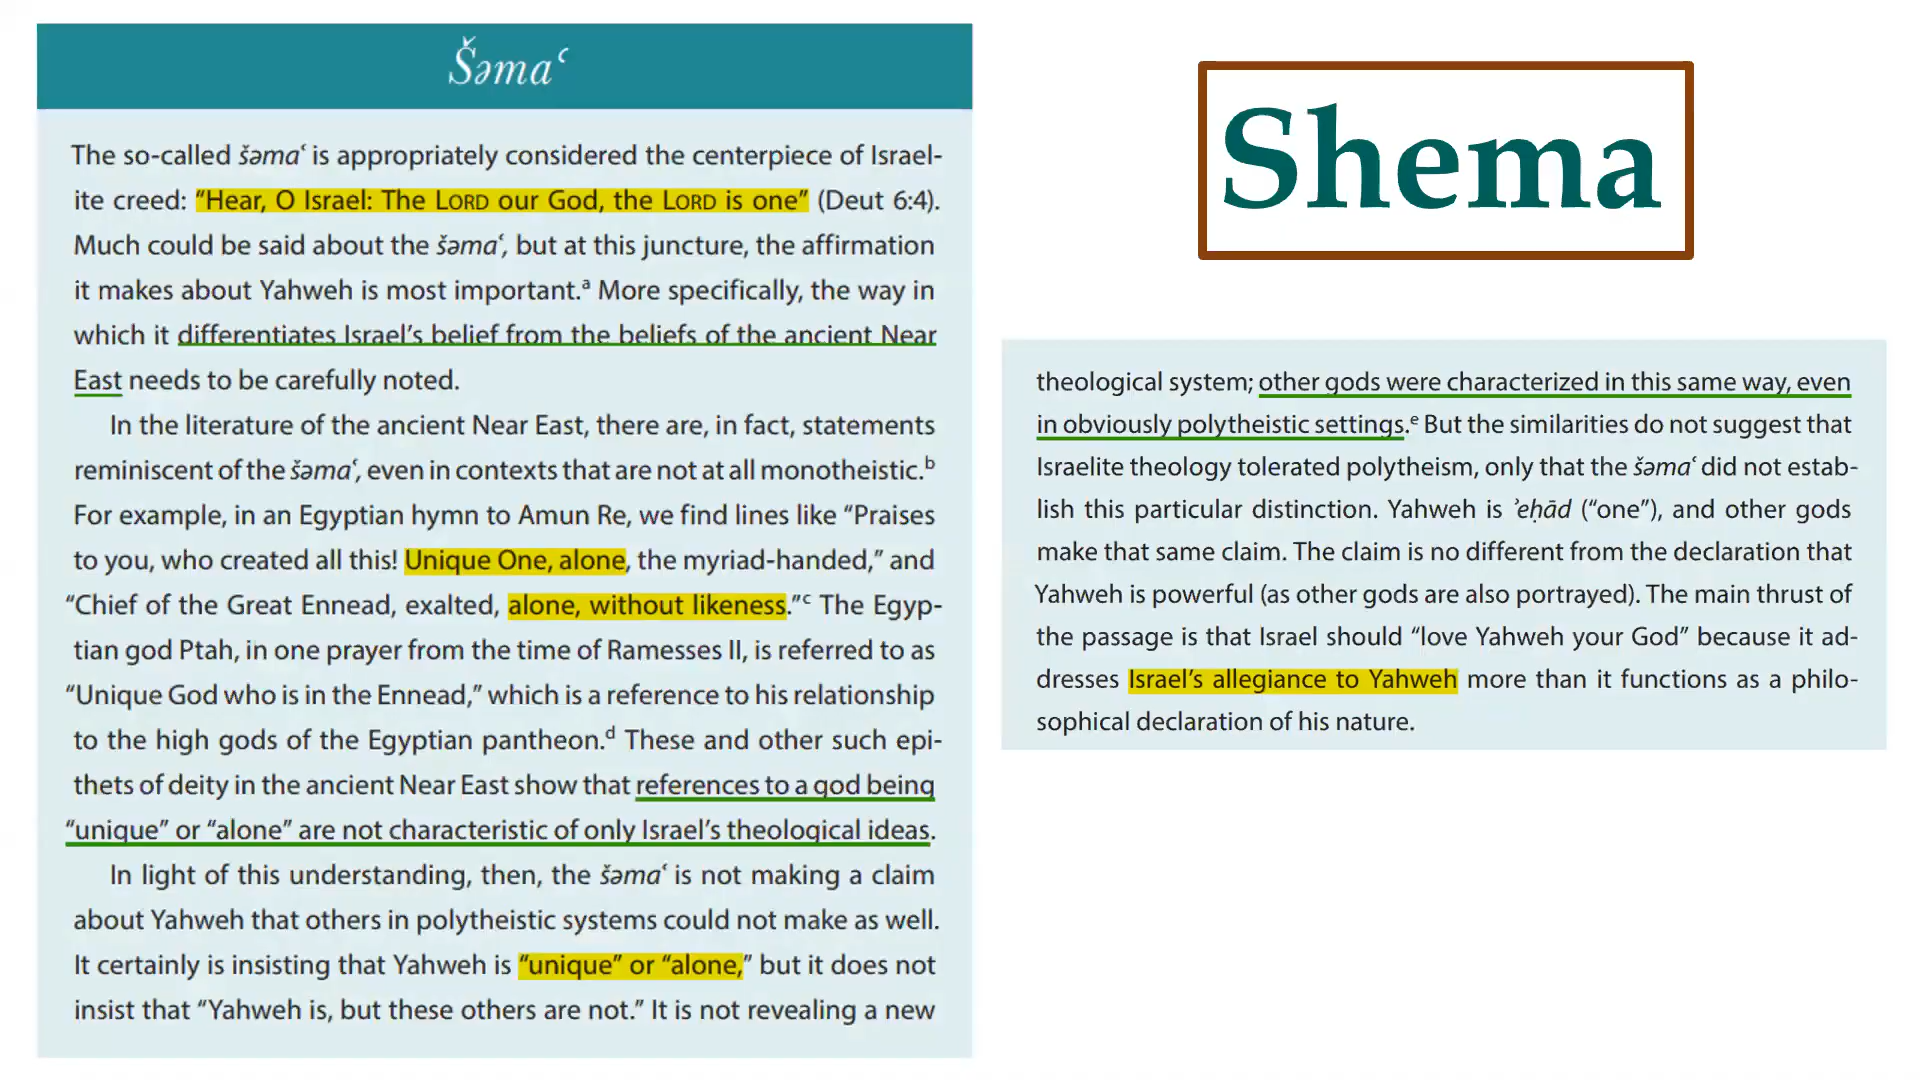 Šəmaʿ
The so-called šəmaʿ is appropriately considered the centerpiece of Israel-
ite creed: “Hear, O Israel: The LORD our God, the LORD is one” (Deut 6:4).
Much could be said about the šəmaʿ, but at this juncture, the affirmation
it makes about Yahweh is most important.ᵃ More specifically, the way in
which it differentiates Israel’s belief from the beliefs of the ancient Near
East needs to be carefully noted.
In the literature of the ancient Near East, there are, in fact, statements
reminiscent of the šəmaʿ, even in contexts that are not at all monotheistic.ᵇ
For example, in an Egyptian hymn to Amun Re, we find lines like “Praises
to you, who created all this! Unique One, alone, the myriad-handed,” and
“Chief of the Great Ennead, exalted, alone, without likeness.”ᶜ The Egyp-
tian god Ptah, in one prayer from the time of Ramesses II, is referred to as
“Unique God who is in the Ennead,” which is a reference to his relationship
to the high gods of the Egyptian pantheon.ᵈ These and other such epi-
thets of deity in the ancient Near East show that references to a god being
“unique” or “alone” are not characteristic of only Israel’s theological ideas.
In light of this understanding, then, the šəmaʿ is not making a claim
about Yahweh that others in polytheistic systems could not make as well.
It certainly is insisting that Yahweh is “unique” or “alone,” but it does not
insist that “Yahweh is, but these others are not.” It is not revealing a new
Shema
theological system; other gods were characterized in this same way, even
in obviously polytheistic settings.ᵉ But the similarities do not suggest that
Israelite theology tolerated polytheism, only that the šəmaʿ did not estab-
lish this particular distinction. Yahweh is ʾeḥād (“one”), and other gods
make that same claim. The claim is no different from the declaration that
Yahweh is powerful (as other gods are also portrayed). The main thrust of
the passage is that Israel should “love Yahweh your God” because it ad-
dresses Israel’s allegiance to Yahweh more than it functions as a philo-
sophical declaration of his nature.